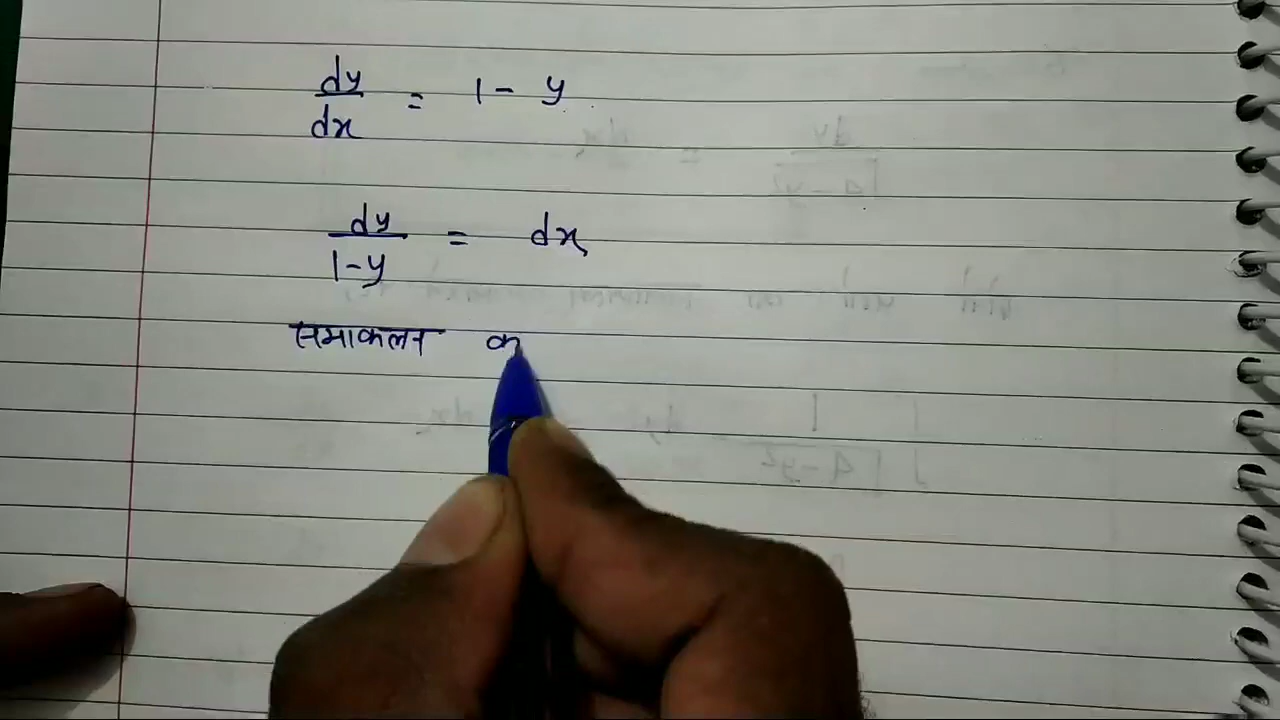 dy/dx = 1 - y
dy/1-y = dx
समाकलन